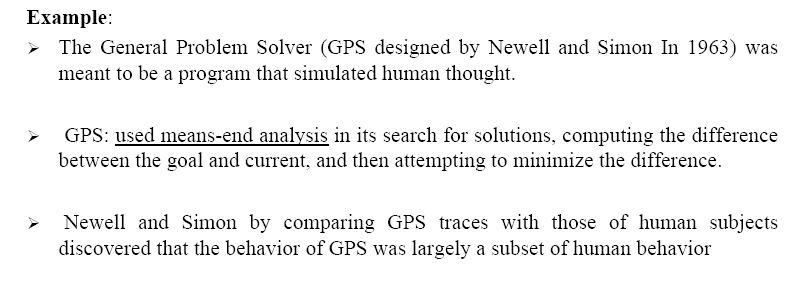 Example:
➢ The General Problem Solver (GPS designed by Newell and Simon In 1963) was
meant to be a program that simulated human thought.
➢ GPS: used means-end analysis in its search for solutions, computing the difference
between the goal and current, and then attempting to minimize the difference.
➢ Newell and Simon by comparing GPS traces with those of human subjects
discovered that the behavior of GPS was largely a subset of human behavior